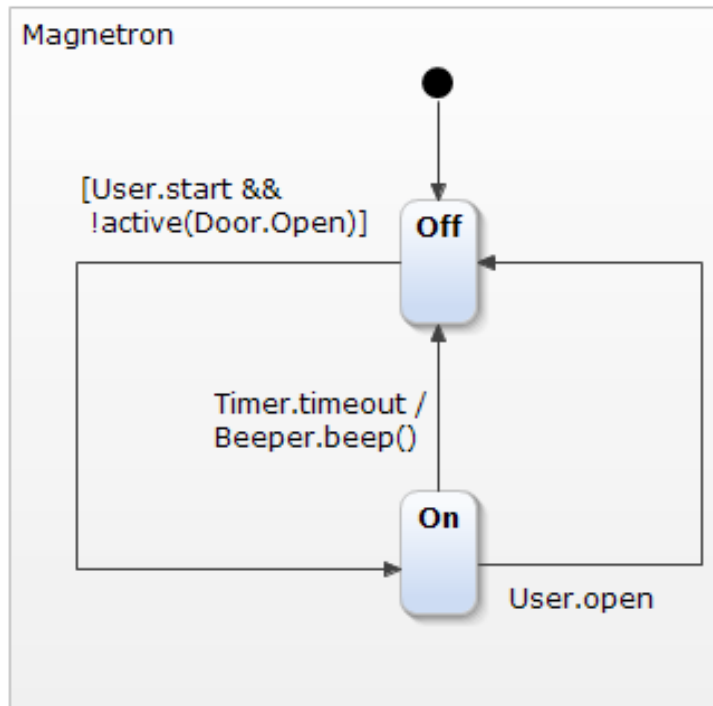 Magnetron
[User.start &&
!active(Door.Open)]
Off
Timer.timeout /
Beeper.beep()
On
User.open